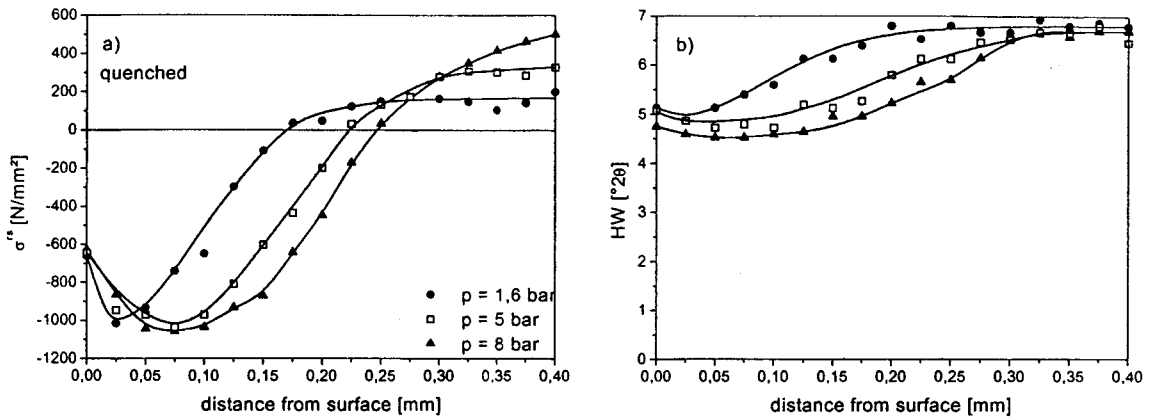 a)
quenched
600
400
200
0
-200
-400
-600
-800
-1000
-1200
σʳˢ [N/mm²]
0,00 0,05 0,10 0,15 0,20 0,25 0,30 0,35 0,40
distance from surface [mm]
p = 1,6 bar
p = 5 bar
p = 8 bar
b)
7
6
5
4
3
2
1
0
HW [°2θ]
0,00 0,05 0,10 0,15 0,20 0,25 0,30 0,35 0,40
distance from surface [mm]